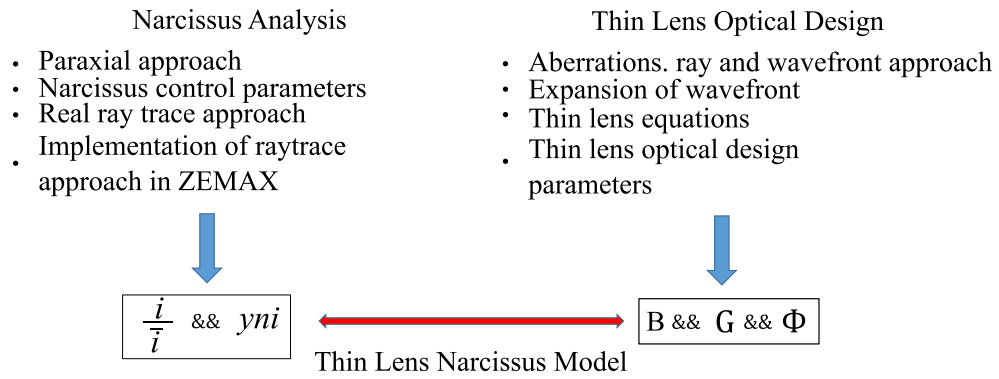 Narcissus Analysis
• Paraxial approach
• Narcissus control parameters
• Real ray trace approach
• Implementation of raytrace
approach in ZEMAX
i
ī
&& yni
Thin Lens Optical Design
• Aberrations. ray and wavefront approach
• Expansion of wavefront
• Thin lens equations
• Thin lens optical design
parameters
B && G && Φ
Thin Lens Narcissus Model